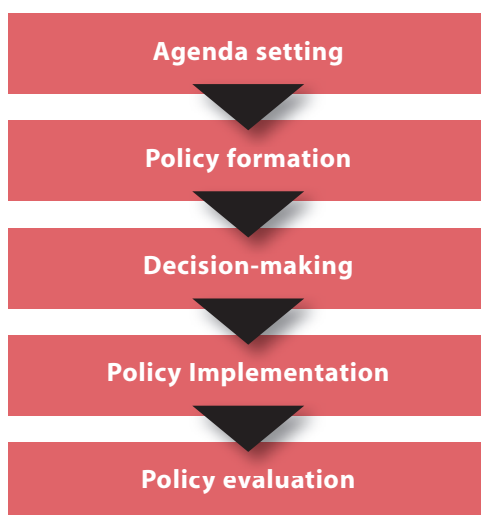 Agenda setting
Policy formation
Decision-making
Policy Implementation
Policy evaluation